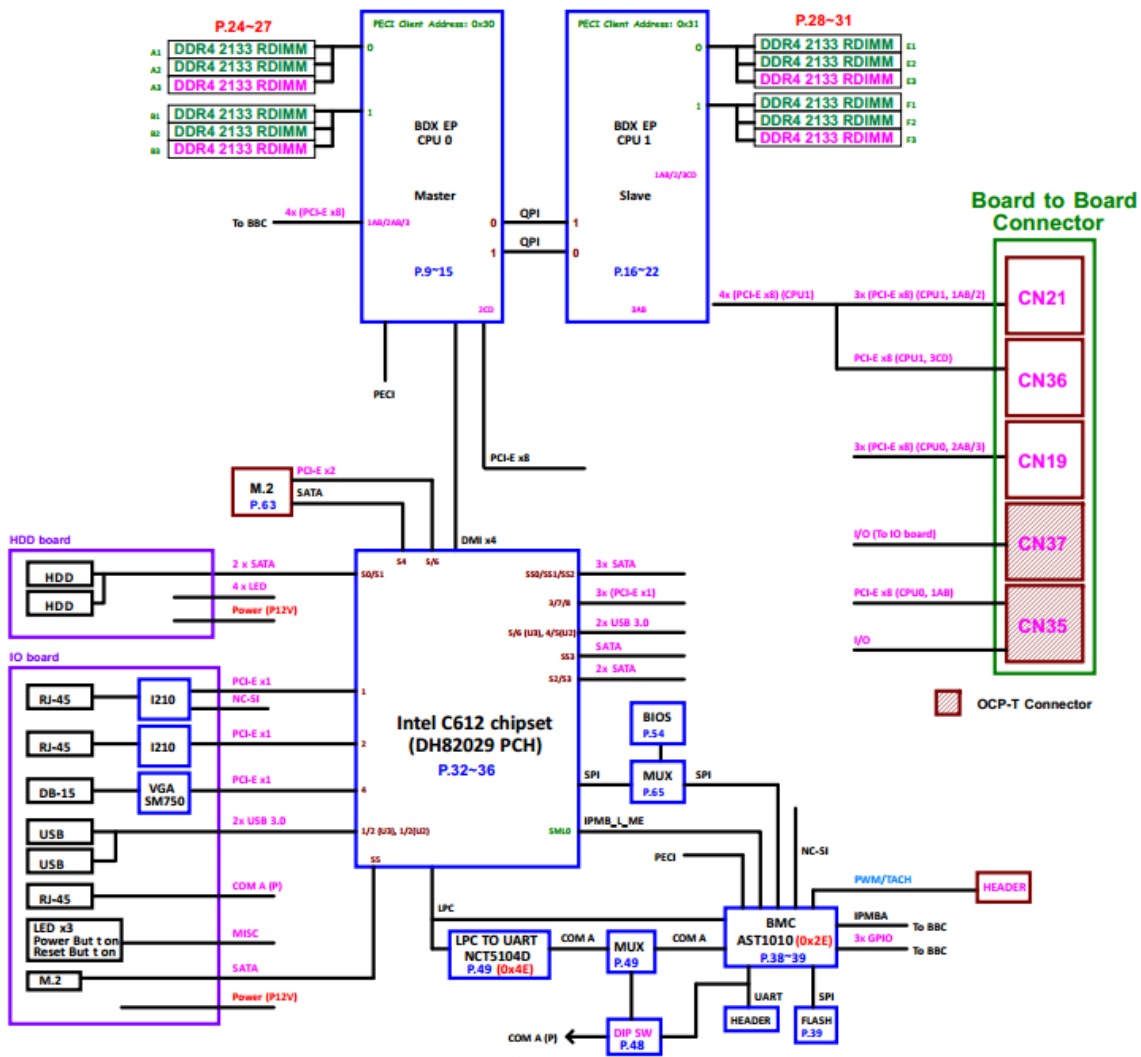 P.24~27
PECI Client Address: 0x30
PECI Client Address: 0x31
P.28~31
A1 DDR4 2133 RDIMM
A2 DDR4 2133 RDIMM
A3 DDR4 2133 RDIMM
0
B1 DDR4 2133 RDIMM
B2 DDR4 2133 RDIMM
B3 DDR4 2133 RDIMM
1
BDX EP
CPU 0
Master
P.9~15
To BBC
4x (PCI-E x8)
1AB/2AB/3
0
1
2CD
QPI
QPI
BDX EP
CPU 1
1AB/2/3CD
Slave
P.16~22
1
0
3AB
0
DDR4 2133 RDIMM E1
DDR4 2133 RDIMM E2
DDR4 2133 RDIMM E3
1
DDR4 2133 RDIMM F1
DDR4 2133 RDIMM F2
DDR4 2133 RDIMM F3
Board to Board
Connector
4x (PCI-E x8) (CPU1)
3x (PCI-E x8) (CPU1, 1AB/2)
CN21
PCI-E x8 (CPU1, 3CD)
CN36
3x (PCI-E x8) (CPU0, 2AB/3)
CN19
I/O (To IO board)
CN37
PCI-E x8 (CPU0, 1AB)
CN35
I/O
OCP-T Connector
PECI
PCI-E x8
M.2
P.63
PCI-E x2
SATA
DMI x4
HDD board
HDD
HDD
2 x SATA
4 x LED
Power (P12V)
S4
5/6
S0/S1
SS0/SS1/SS2
3x SATA
3/7/8
3x (PCI-E x1)
5/6 (U3), 4/5(U2)
2x USB 3.0
SS3
SATA
S2/S3
2x SATA
IO board
RJ-45
I210
PCI-E x1
NC-SI
1
RJ-45
I210
PCI-E x1
2
DB-15
VGA
SM750
PCI-E x1
4
USB
USB
2x USB 3.0
1/2 (U3), 1/2(U2)
S5
RJ-45
COM A (P)
LED x3
Power But t on
Reset But t on
MISC
M.2
SATA
Power (P12V)
Intel C612 chipset
(DH82029 PCH)
P.32~36
SML0
SPI
BIOS
P.54
MUX
P.65
SPI
IPMB_L_ME
PECI
NC-SI
PWM/TACH
HEADER
LPC
LPC TO UART
NCT5104D
P.49 (0x4E)
COM A
MUX
P.49
COM A
BMC
AST1010 (0x2E)
P.38~39
IPMBA
To BBC
3x GPIO
To BBC
UART
SPI
HEADER
FLASH
P.39
COM A (P)
DIP SW
P.48